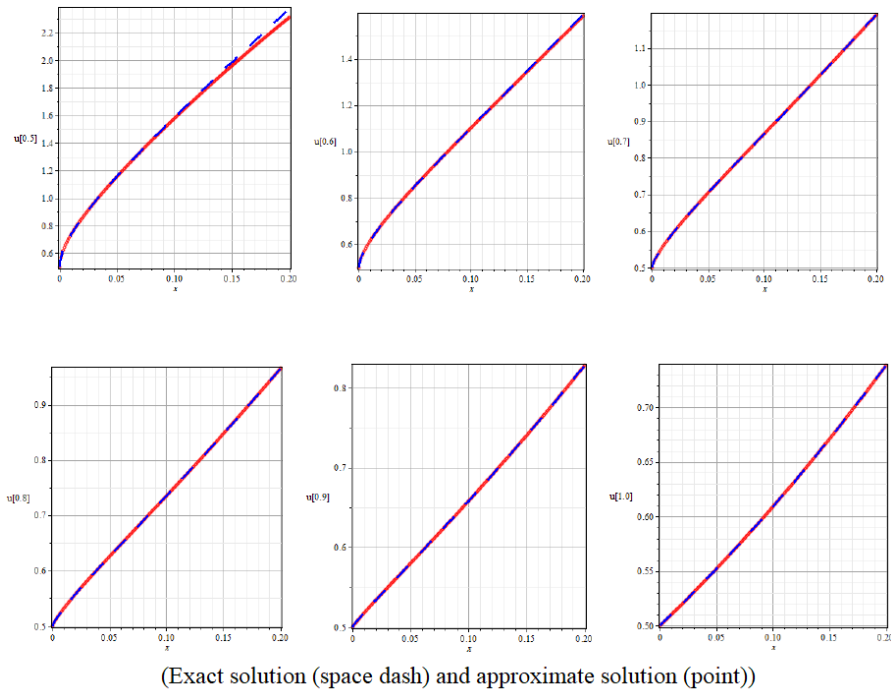 2.2
2.0
1.8
1.6
u[0.5]
1.4
1.2
1.0
0.8
0.6
0 0.05 0.10 0.15 0.20
x
1.4
1.2
u[0.6]
1.0
0.8
0.6
0 0.05 0.10 0.15 0.20
x
1.1
1.0
0.9
u[0.7]
0.8
0.7
0.6
0.5
0 0.05 0.10 0.15 0.20
x
0.9
0.8
u[0.8]
0.7
0.6
0.5
0 0.05 0.10 0.15 0.20
x
0.8
0.7
u[0.9]
0.6
0.5
0 0.05 0.10 0.15 0.20
x
0.70
0.65
u[1.0]
0.60
0.55
0.50
0 0.05 0.10 0.15 0.20
x
(Exact solution (space dash) and approximate solution (point))